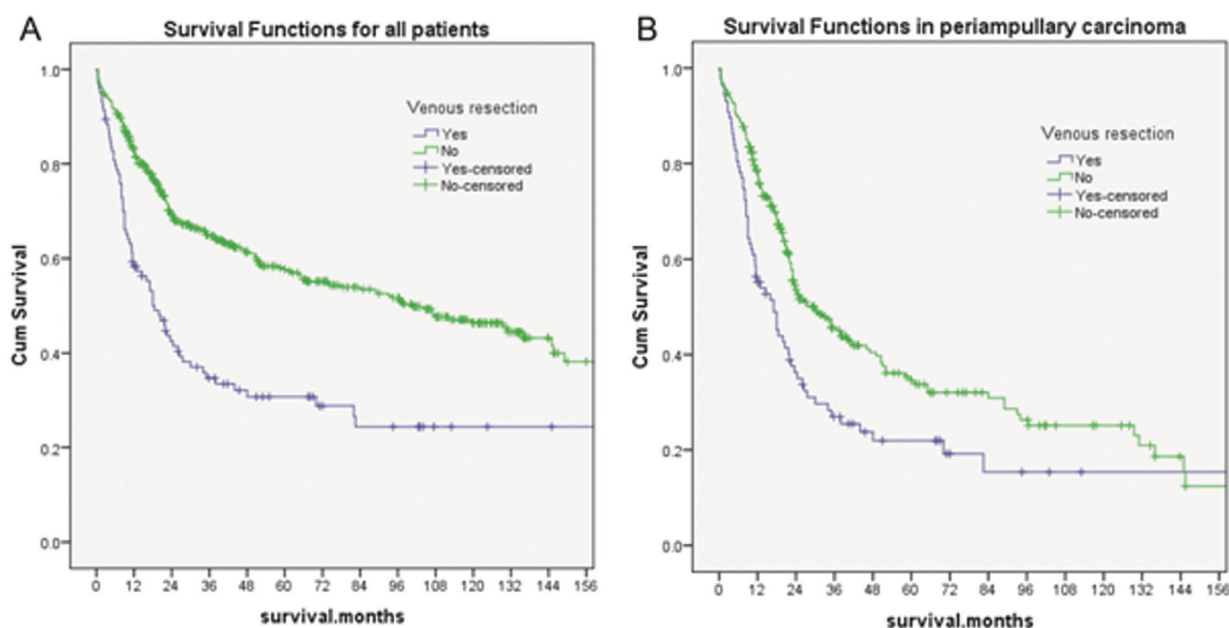 A
Survival Functions for all patients
Cum Survival
1.0
0.8
0.6
0.4
0.2
0.0
Venous resection
Yes
No
Yes-censored
No-censored
0 12 24 36 48 60 72 84 96 108 120 132 144 156
survival.months
B
Survival Functions in periampullary carcinoma
Cum Survival
1.0
0.8
0.6
0.4
0.2
0.0
Venous resection
Yes
No
Yes-censored
No-censored
0 12 24 36 48 60 72 84 96 108 120 132 144 156
survival.months